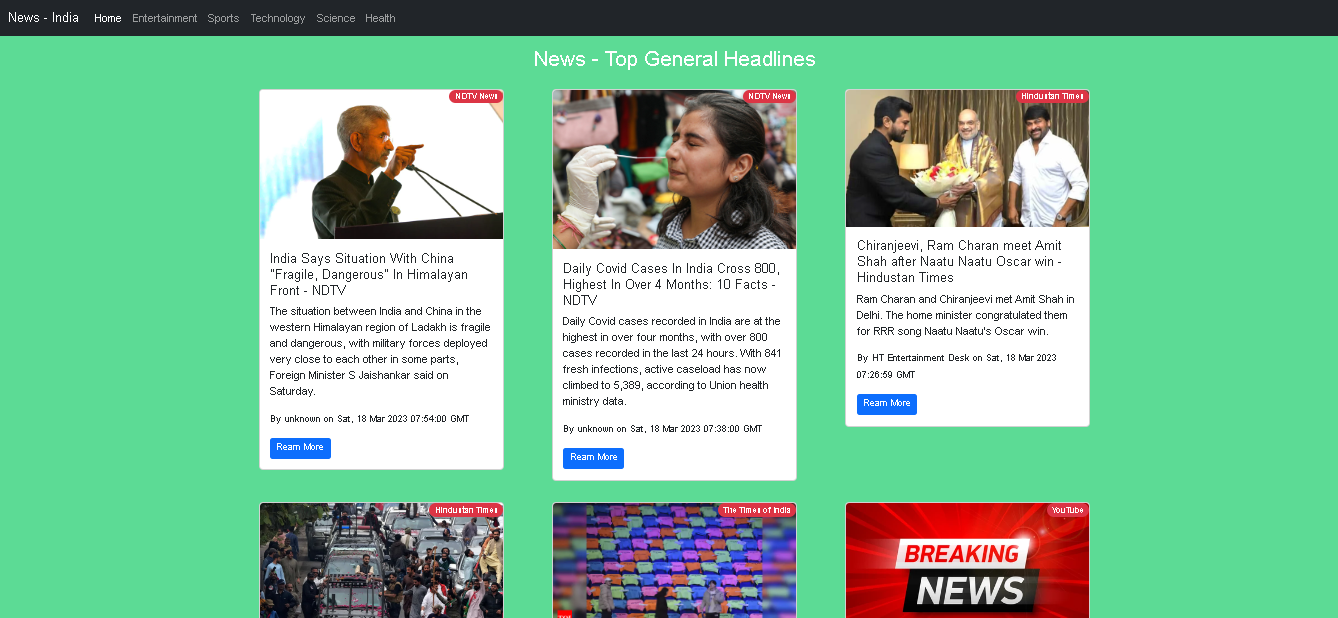 News - India Home Entertainment Sports Technology Science Health
News - Top General Headlines
NDTV News
India Says Situation With China
"Fragile, Dangerous" In Himalayan
Front - NDTV
The situation between India and China in the
western Himalayan region of Ladakh is fragile
and dangerous, with military forces deployed
very close to each other in some parts,
Foreign Minister S Jaishankar said on
Saturday.
By unknown on Sat, 18 Mar 2023 07:54:00 GMT
Rearn More
NDTV News
Daily Covid Cases In India Cross 800,
Highest In Over 4 Months: 10 Facts -
NDTV
Daily Covid cases recorded in India are at the
highest in over four months, with over 800
cases recorded in the last 24 hours. With 841
fresh infections, active caseload has now
climbed to 5,389, according to Union health
ministry data.
By unknown on Sat, 18 Mar 2023 07:38:00 GMT
Rearn More
Hindustan Times
Chiranjeevi, Ram Charan meet Amit
Shah after Naatu Naatu Oscar win -
Hindustan Times
Ram Charan and Chiranjeevi met Amit Shah in
Delhi. The home minister congratulated them
for RRR song Naatu Naatu's Oscar win.
By HT Entertainment Desk on Sat, 18 Mar 2023
07:26:59 GMT
Rearn More
Hindustan Times
The Times of India
YouTube
BREAKING
NEWS